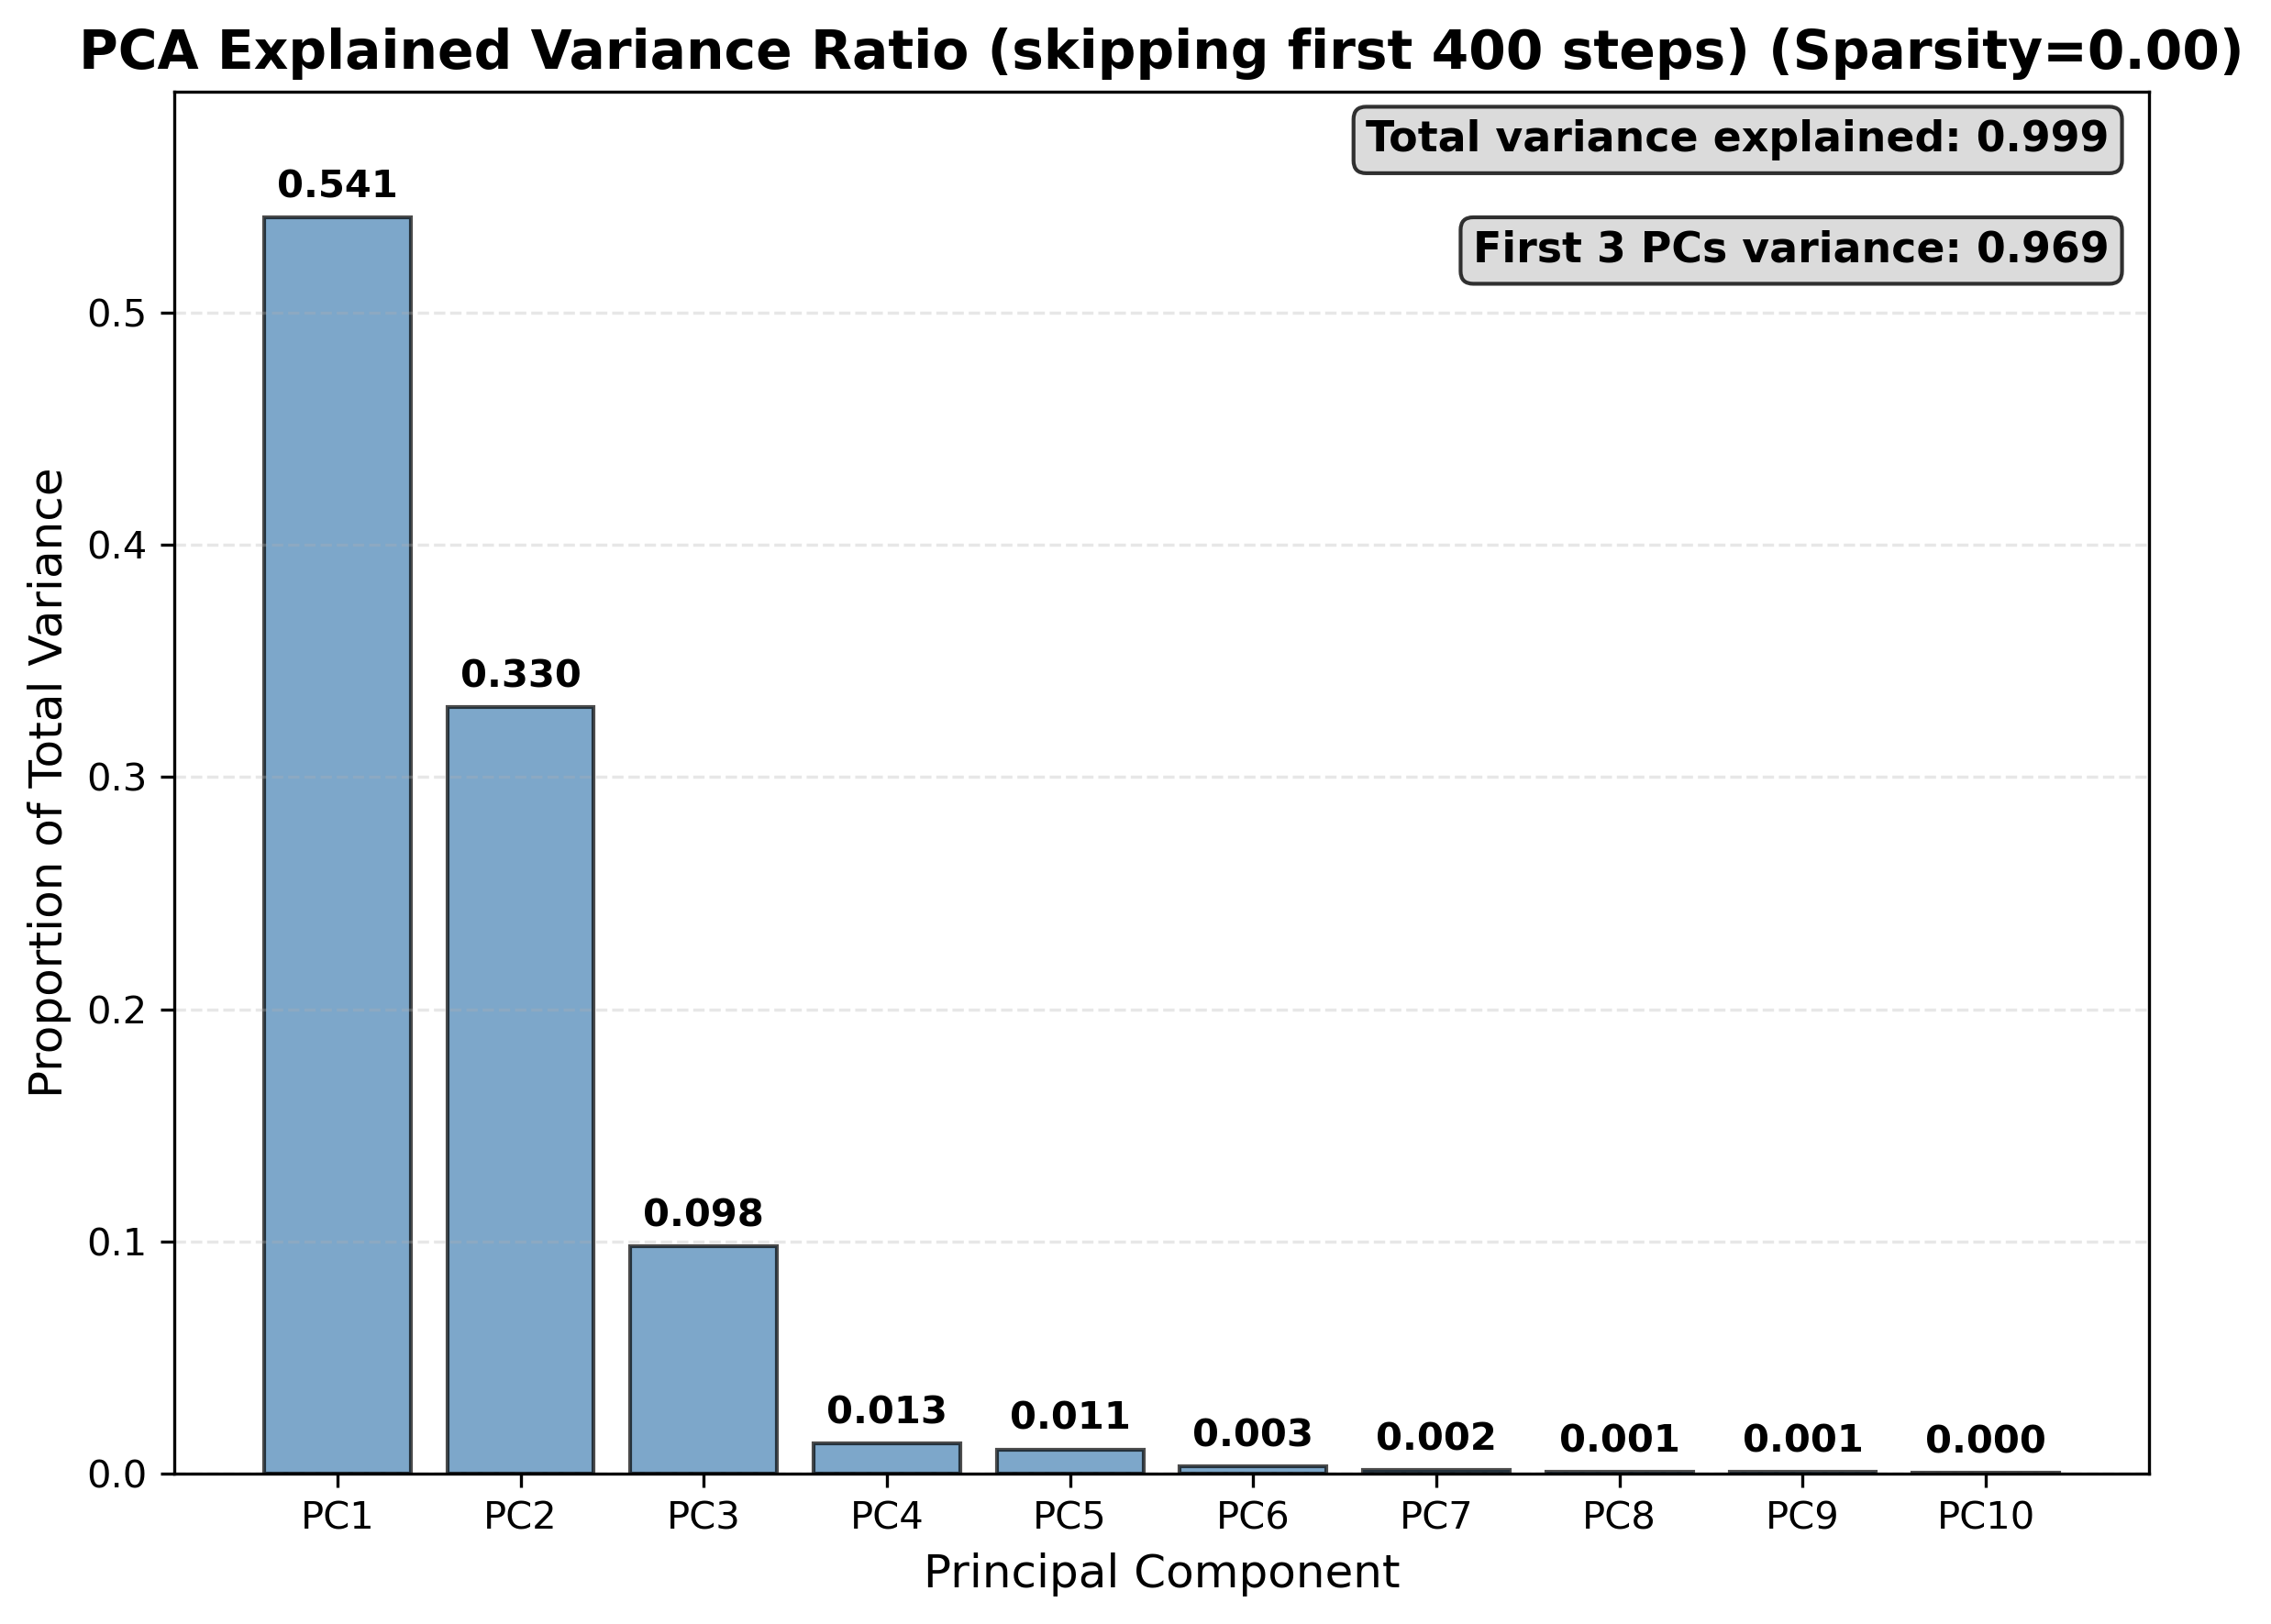 PCA Explained Variance Ratio (skipping first 400 steps) (Sparsity=0.00)
Total variance explained: 0.999
First 3 PCs variance: 0.969
Proportion of Total Variance
0.5
0.4
0.3
0.2
0.1
0.0
0.541
0.330
0.098
0.013
0.011
0.003
0.002
0.001
0.001
0.000
PC1 PC2 PC3 PC4 PC5 PC6 PC7 PC8 PC9 PC10
Principal Component